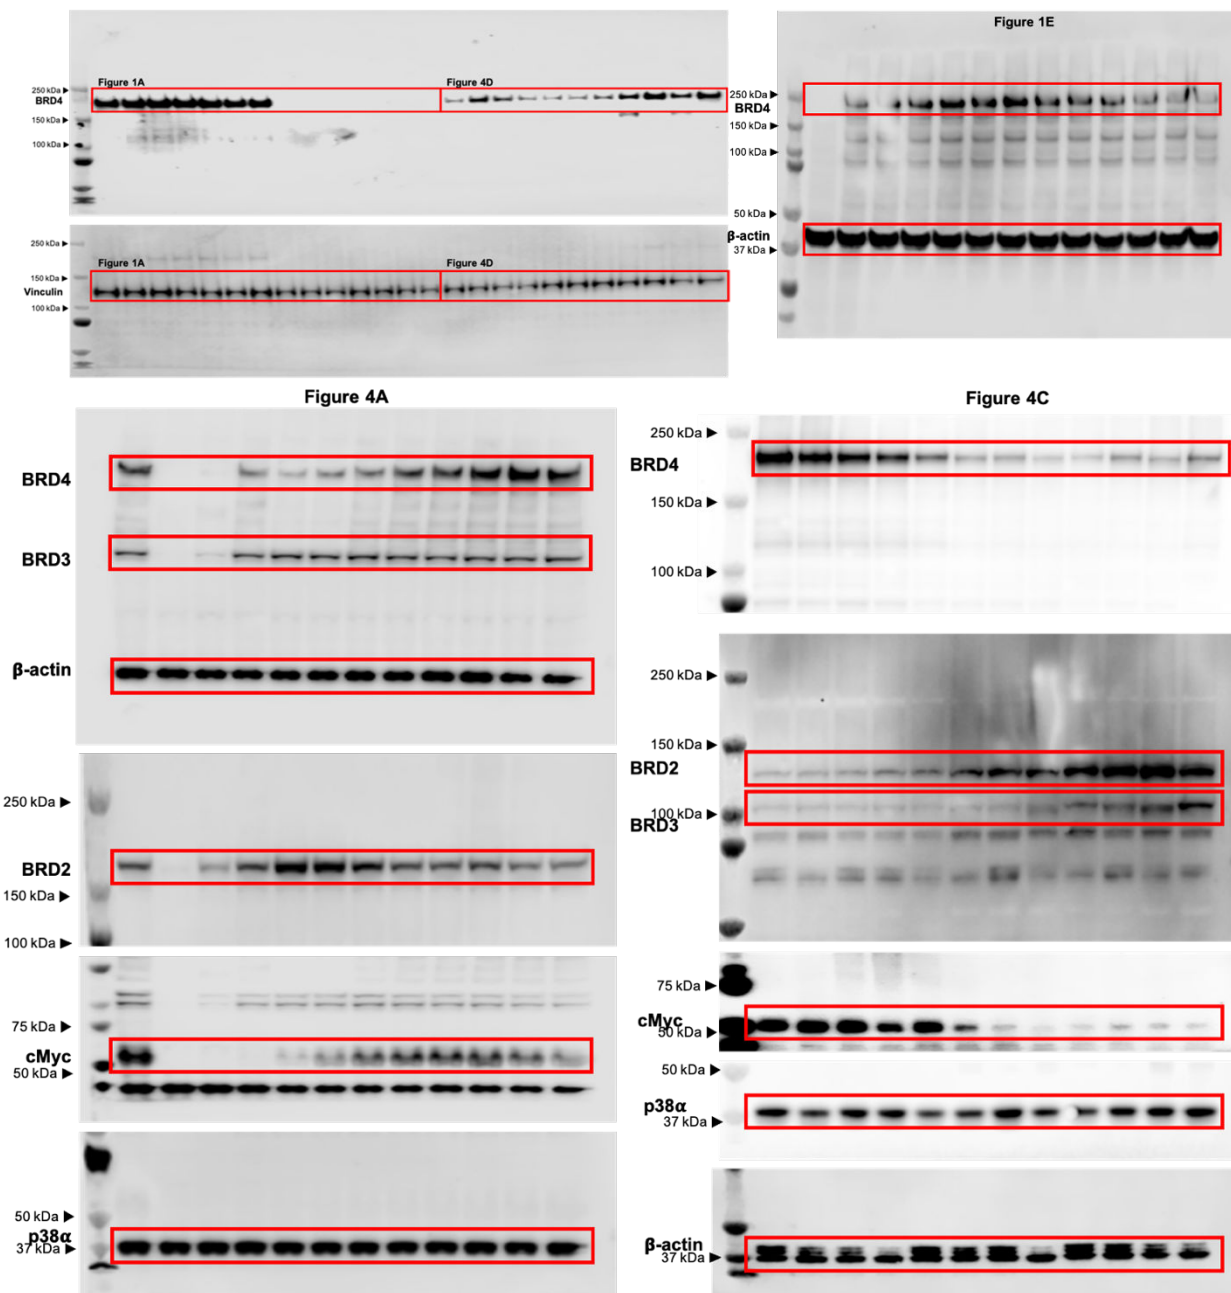 Figure 1A
Figure 4D
250 kDa ▶
BRD4
150 kDa ▶
100 kDa ▶
Figure 1A
Figure 4D
250 kDa ▶
150 kDa ▶
Vinculin
100 kDa ▶
Figure 1E
250 kDa ▶
BRD4
150 kDa ▶
100 kDa ▶
50 kDa ▶
β-actin
37 kDa ▶
Figure 4A
BRD4
BRD3
β-actin
250 kDa ▶
BRD2
150 kDa ▶
100 kDa ▶
75 kDa ▶
cMyc
50 kDa ▶
50 kDa ▶
p38α
37 kDa ▶
Figure 4C
250 kDa ▶
BRD4
150 kDa ▶
100 kDa ▶
250 kDa ▶
150 kDa ▶
BRD2
100 kDa ▶
BRD3
75 kDa ▶
cMyc
50 kDa ▶
50 kDa ▶
p38α
37 kDa ▶
β-actin
37 kDa ▶